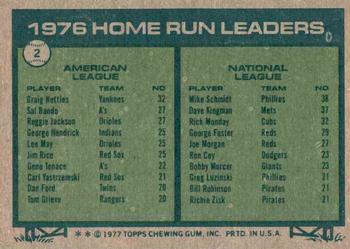 1976 HOME RUN LEADERS
2
AMERICAN LEAGUE
PLAYER TEAM NO
Graig Nettles Yankees 32
Sal Bando A's 27
Reggie Jackson Orioles 27
George Hendrick Indians 25
Lee May Orioles 25
Jim Rice Red Sox 25
Gene Tenace A's 22
Carl Yastrzemski Red Sox 21
Dan Ford Twins 20
Tom Grieve Rangers 20
NATIONAL LEAGUE
PLAYER TEAM NO
Mike Schmidt Phillies 38
Dave Kingman Mets 37
Rick Monday Cubs 32
George Foster Reds 29
Joe Morgan Reds 27
Ron Cey Dodgers 23
Bobby Murcer Giants 23
Greg Luzinski Phillies 21
Bill Robinson Pirates 21
Richie Zisk Pirates 21
** © 1977 TOPPS CHEWING GUM, INC. PRTD. IN U.S.A.